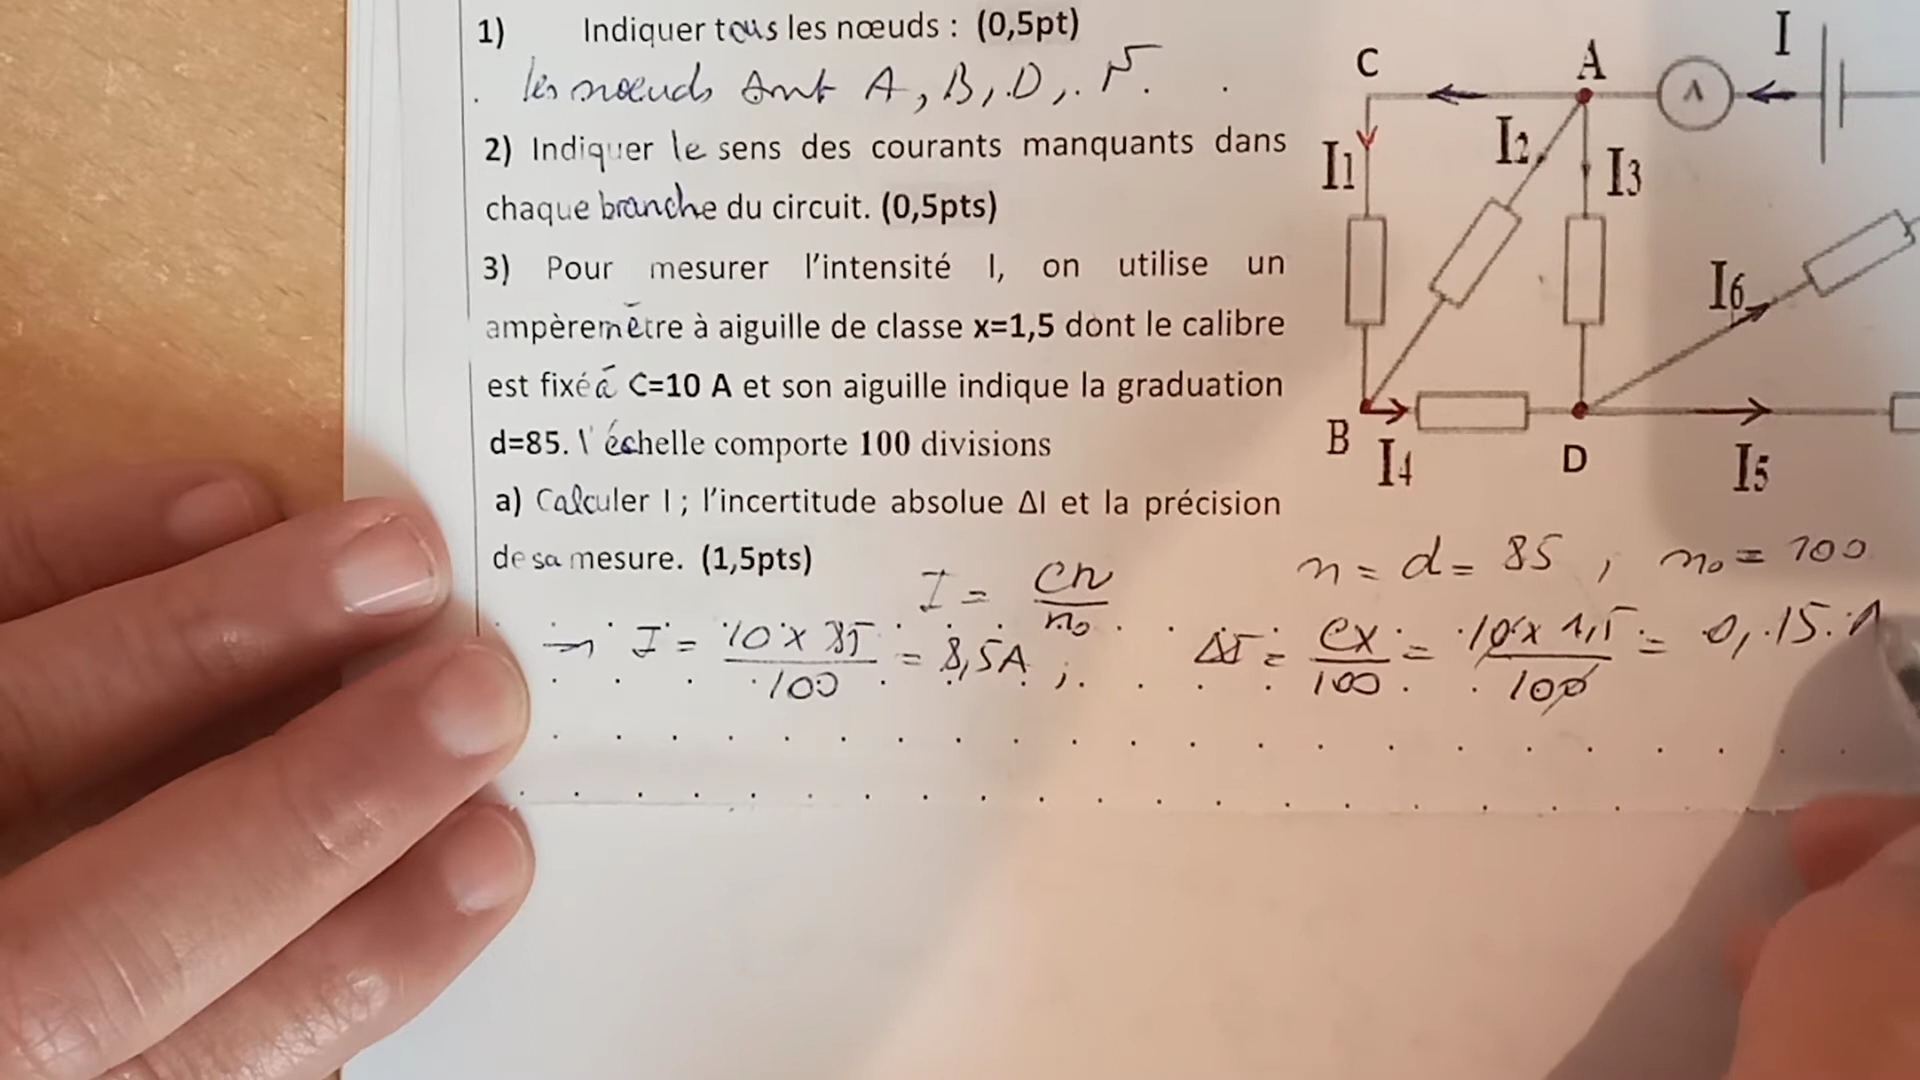 1) Indiquer tous les nœuds : (0,5pt)
les nœuds sont A, B, D, F.
2) Indiquer le sens des courants manquants dans
chaque branche du circuit. (0,5pts)
3) Pour mesurer l'intensité I, on utilise un
ampèremètre à aiguille de classe x=1,5 dont le calibre
est fixé à C=10 A et son aiguille indique la graduation
d=85. l'échelle comporte 100 divisions
a) Calculer I ; l'incertitude absolue ΔI et la précision
de sa mesure. (1,5pts)
I = Cn/n₀
n = d = 85 , n₀ = 100
→ I = 10 x 85/100 = 8,5A ;
ΔI = Cx/100 = 10 x 1,5/100 = 0,15 A
C
A
A
I
I1
I2
I3
I6
B
I4
D
I5